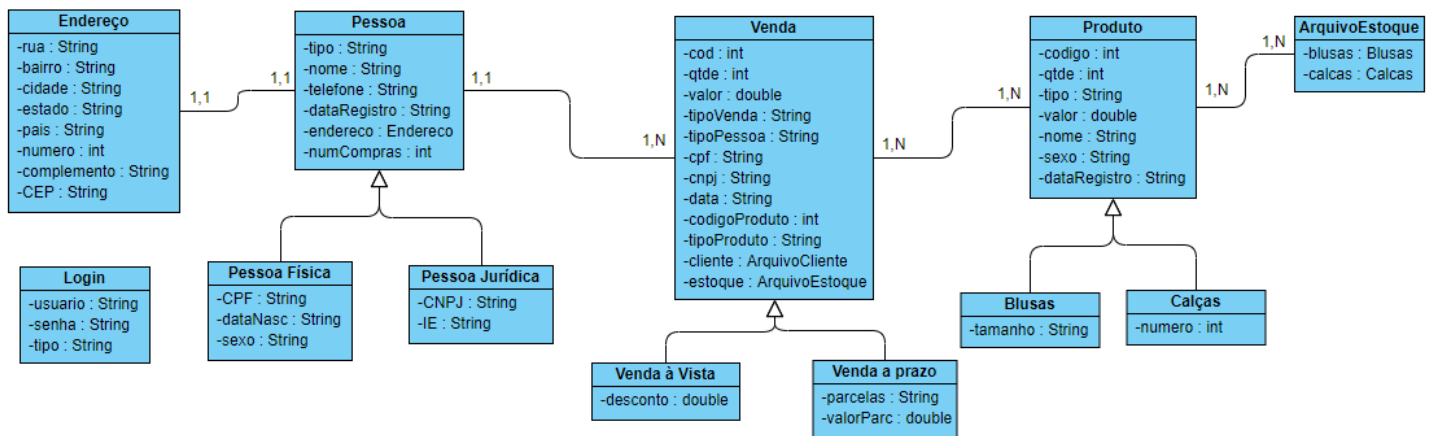 Endereço
-rua : String
-bairro : String
-cidade : String
-estado : String
-pais : String
-numero : int
-complemento : String
-CEP : String
1,1
1,1
Pessoa
-tipo : String
-nome : String
-telefone : String
-dataRegistro : String
-endereco : Endereco
-numCompras : int
1,1
1,N
Venda
-cod : int
-qtde : int
-valor : double
-tipoVenda : String
-tipoPessoa : String
-cpf : String
-cnpj : String
-data : String
-codigoProduto : int
-tipoProduto : String
-cliente : ArquivoCliente
-estoque : ArquivoEstoque
1,N
1,N
Produto
-codigo : int
-qtde : int
-tipo : String
-valor : double
-nome : String
-sexo : String
-dataRegistro : String
1,N
1,N
ArquivoEstoque
-blusas : Blusas
-calcas : Calcas
Login
-usuario : String
-senha : String
-tipo : String
Pessoa Física
-CPF : String
-dataNasc : String
-sexo : String
Pessoa Jurídica
-CNPJ : String
-IE : String
Venda à Vista
-desconto : double
Venda a prazo
-parcelas : String
-valorParc : double
Blusas
-tamanho : String
Calças
-numero : int